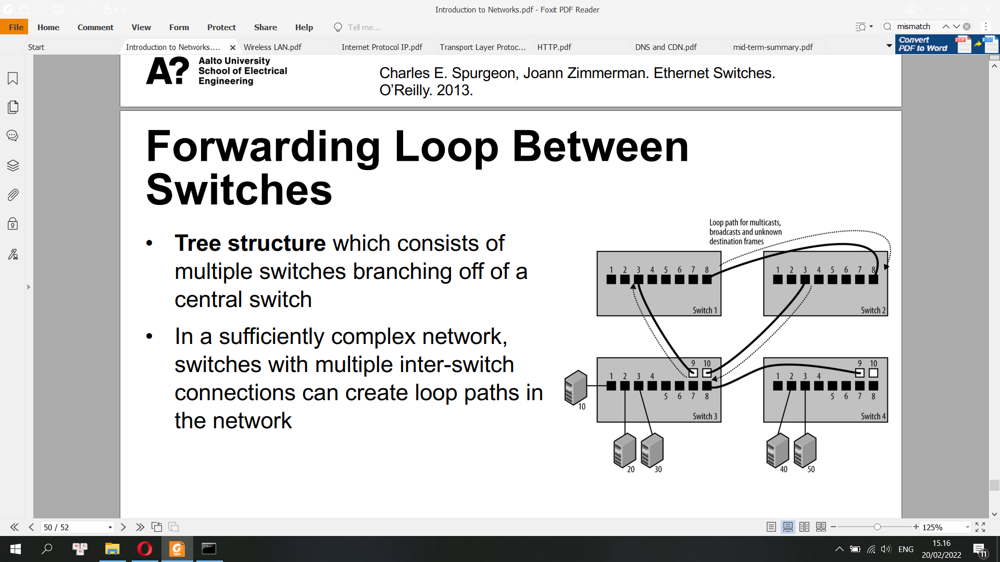 Introduction to Networks.pdf - Foxit PDF Reader
File Home Comment View Form Protect Share Help Tell me... mismatch
Start Introduction to Networks.... Wireless LAN.pdf Internet Protocol IP.pdf Transport Layer Protoc... HTTP.pdf DNS and CDN.pdf mid-term-summary.pdf
Convert
PDF to Word
PDF DOC
A?
Aalto University
School of Electrical
Engineering
Charles E. Spurgeon, Joann Zimmerman. Ethernet Switches.
O’Reilly. 2013.
Forwarding Loop Between
Switches
• Tree structure which consists of
multiple switches branching off of a
central switch
• In a sufficiently complex network,
switches with multiple inter-switch
connections can create loop paths in
the network
Loop path for multicasts,
broadcasts and unknown
destination frames
1 2 3 4 5 6 7 8
Switch 1
1 2 3 4 5 6 7 8
Switch 2
9 10
1 2 3 4
5 6 7 8
Switch 3
9 10
1 2 3 4
5 6 7 8
Switch 4
10
20
30
40
50
50 / 52
125%
PDF
ENG
15.16
20/02/2022
11